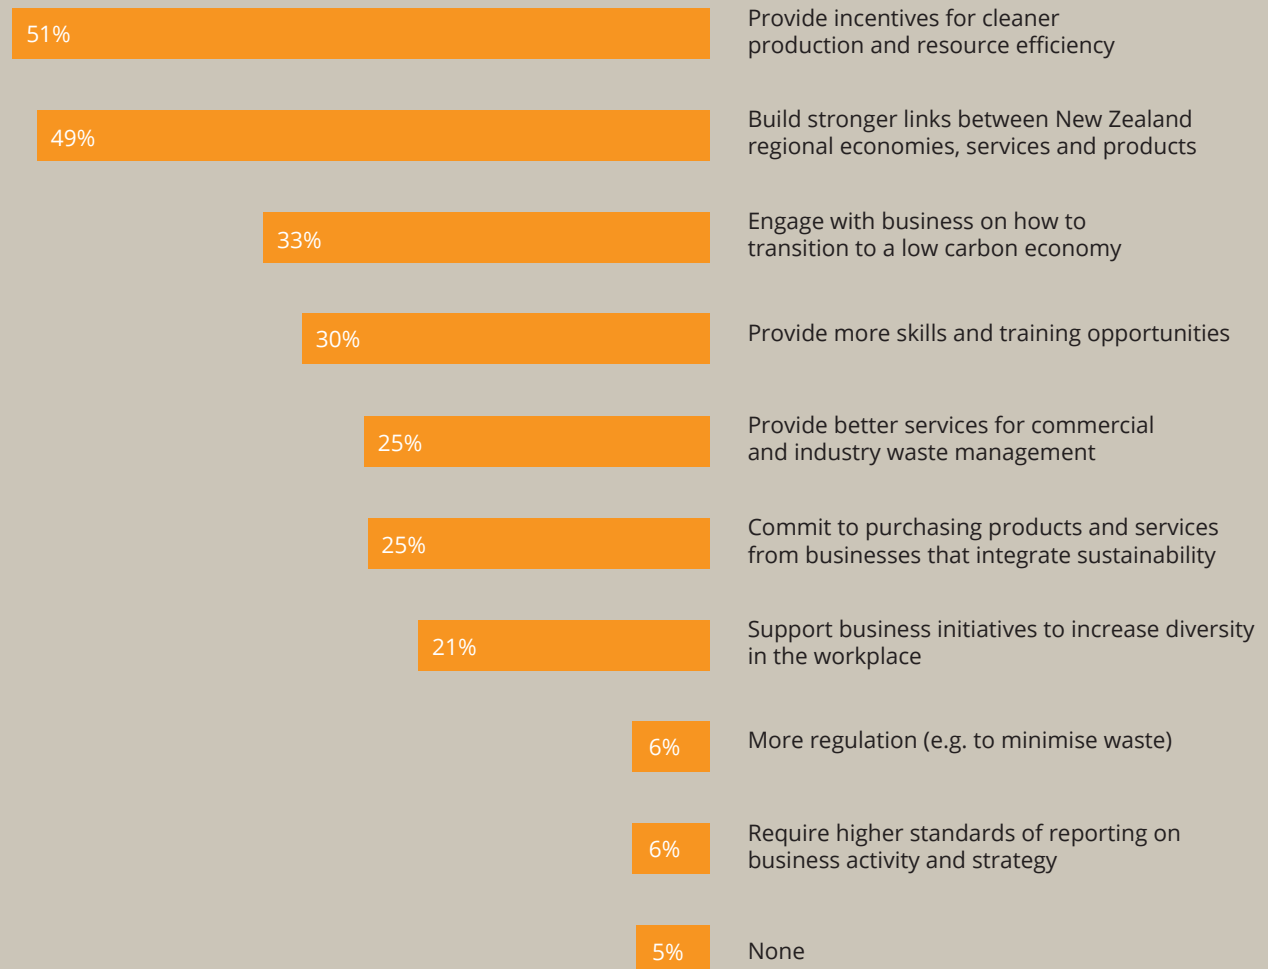 51%
Provide incentives for cleaner
production and resource efficiency
49%
Build stronger links between New Zealand
regional economies, services and products
33%
Engage with business on how to
transition to a low carbon economy
30%
Provide more skills and training opportunities
25%
Provide better services for commercial
and industry waste management
25%
Commit to purchasing products and services
from businesses that integrate sustainability
21%
Support business initiatives to increase diversity
in the workplace
6%
More regulation (e.g. to minimise waste)
6%
Require higher standards of reporting on
business activity and strategy
5%
None